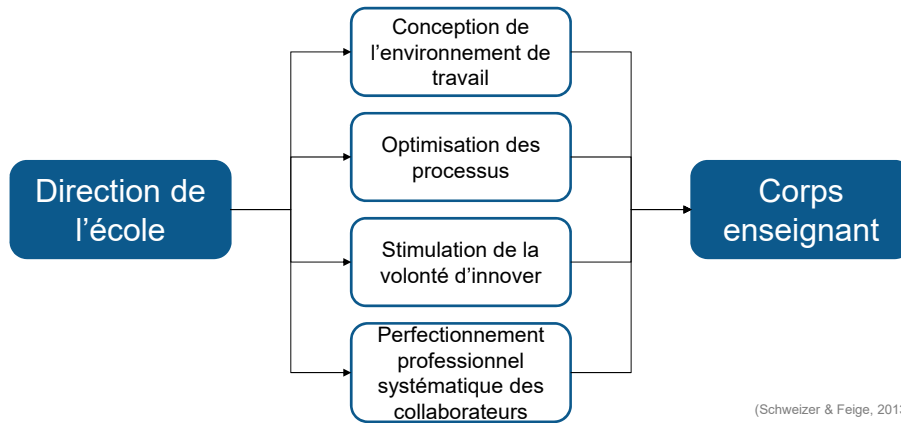 Conception de
l’environnement de
travail
Optimisation des
processus
Direction de
l’école
Corps
enseignant
Stimulation de la
volonté d’innover
Perfectionnement
professionnel
systématique des
collaborateurs
(Schweizer & Feige, 2013